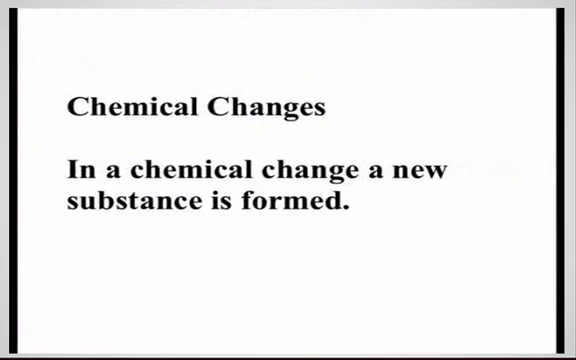 Chemical Changes
In a chemical change a new
substance is formed.